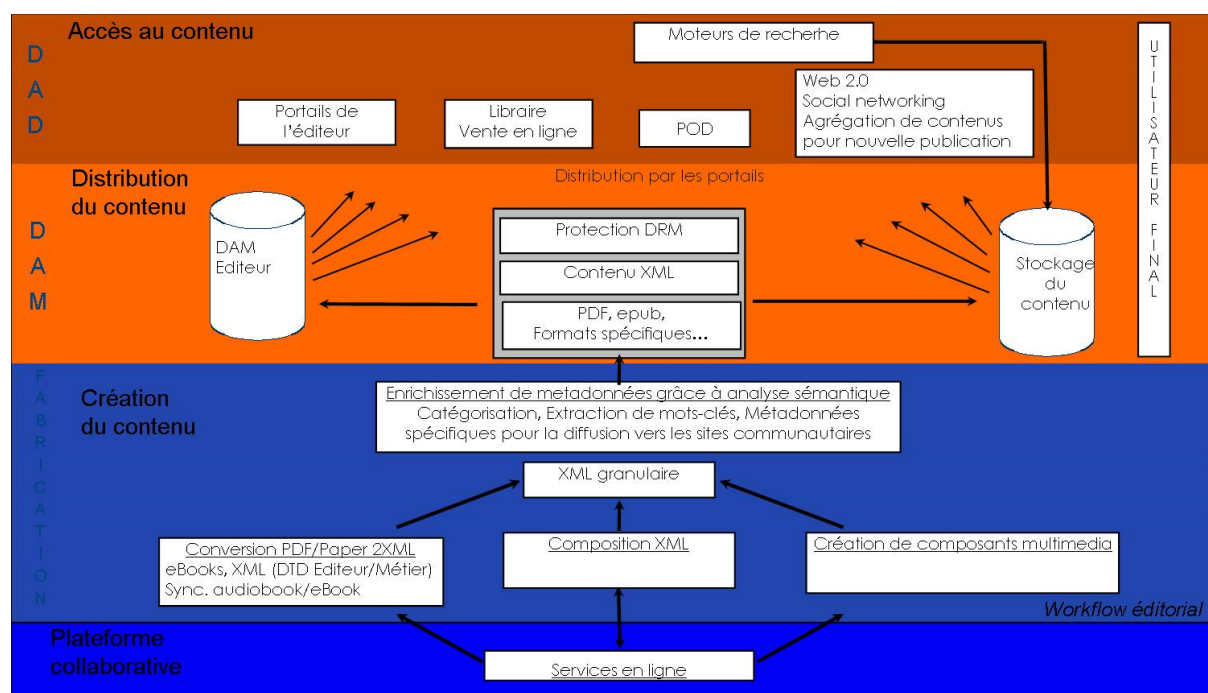 Accès au contenu
DAD
Moteurs de recherhe
Portails de
l'éditeur
Libraire
Vente en ligne
POD
Web 2.0
Social networking
Agrégation de contenus
pour nouvelle publication
UTILISATEUR FINAL
Distribution
du contenu
Distribution par les portails
DAM
DAM
Editeur
Protection DRM
Contenu XML
PDF, epub,
Formats spécifiques...
Stockage
du
contenu
FABRICATION
Création
du contenu
Enrichissement de metadonnées grâce à analyse sémantique
Catégorisation, Extraction de mots-clés, Métadonnées
spécifiques pour la diffusion vers les sites communautaires
XML granulaire
Conversion PDF/Paper 2XML
eBooks, XML (DTD Editeur/Métier)
Sync. audiobook/eBook
Composition XML
Création de composants multimedia
Workflow éditorial
Plateforme
collaborative
Services en ligne